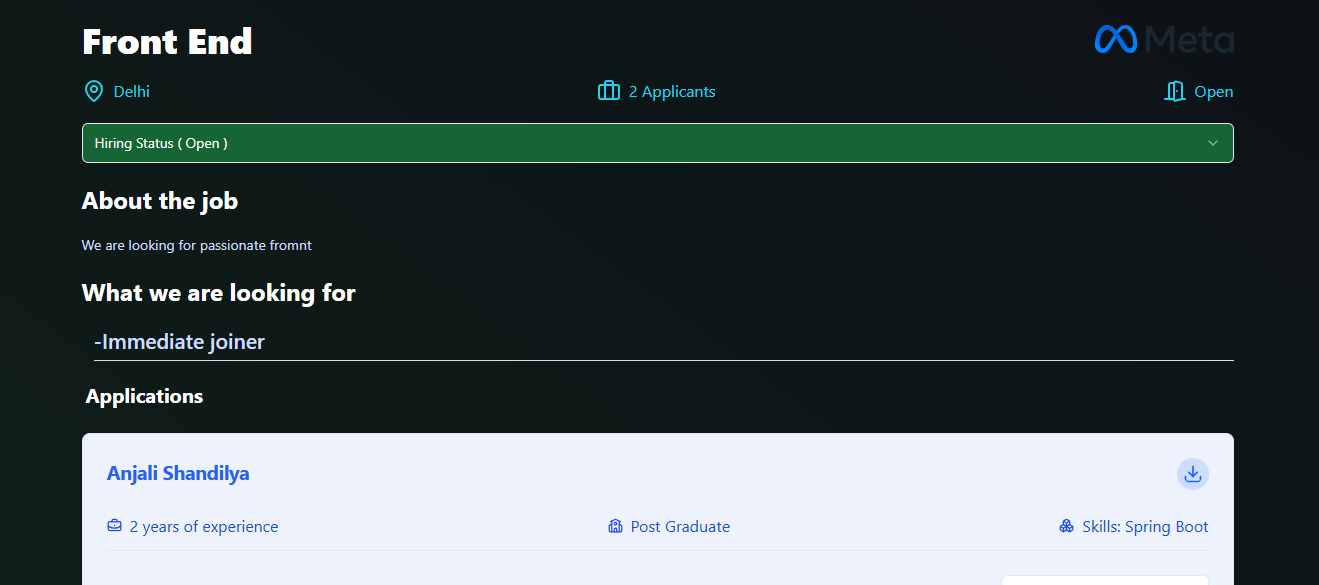 Front End
Meta
Delhi
2 Applicants
Open
Hiring Status ( Open )
About the job
We are looking for passionate fromnt
What we are looking for
-Immediate joiner
Applications
Anjali Shandilya
2 years of experience
Post Graduate
Skills: Spring Boot